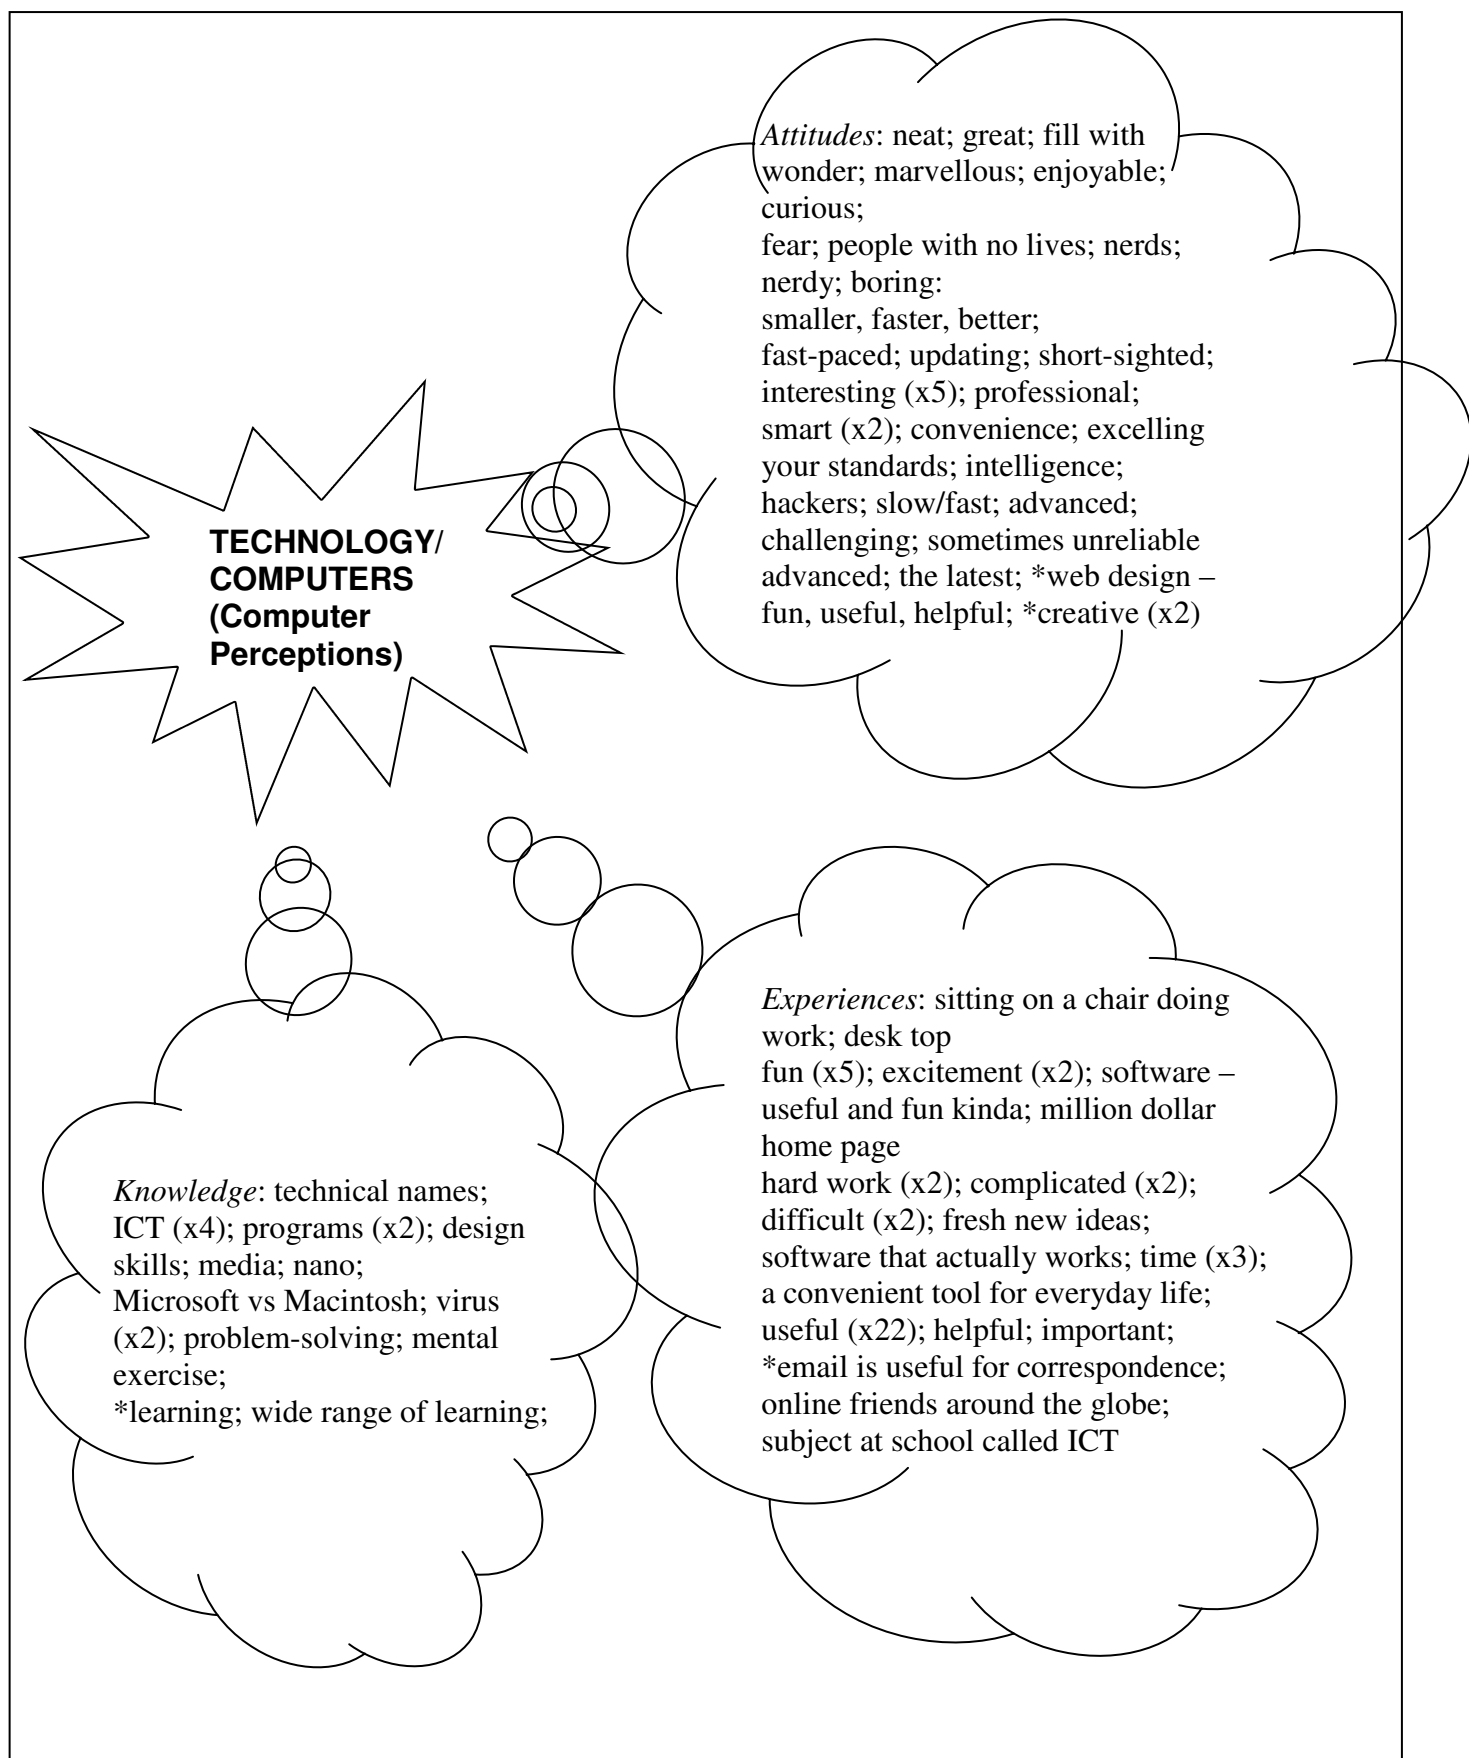 Attitudes: neat; great; fill with
wonder; marvellous; enjoyable;
curious;
fear; people with no lives; nerds;
nerdy; boring:
smaller, faster, better;
fast-paced; updating; short-sighted;
interesting (x5); professional;
smart (x2); convenience; excelling
your standards; intelligence;
hackers; slow/fast; advanced;
challenging; sometimes unreliable
advanced; the latest; *web design –
fun, useful, helpful; *creative (x2)
TECHNOLOGY/
COMPUTERS
(Computer
Perceptions)
Knowledge: technical names;
ICT (x4); programs (x2); design
skills; media; nano;
Microsoft vs Macintosh; virus
(x2); problem-solving; mental
exercise;
*learning; wide range of learning;
Experiences: sitting on a chair doing
work; desk top
fun (x5); excitement (x2); software –
useful and fun kinda; million dollar
home page
hard work (x2); complicated (x2);
difficult (x2); fresh new ideas;
software that actually works; time (x3);
a convenient tool for everyday life;
useful (x22); helpful; important;
*email is useful for correspondence;
online friends around the globe;
subject at school called ICT